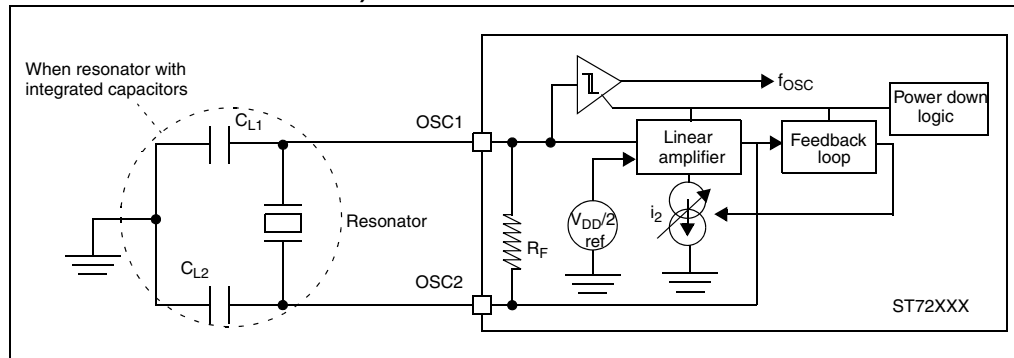 When resonator with
integrated capacitors
CL1
OSC1
fOSC
Power down
logic
Linear
amplifier
Feedback
loop
Resonator
i2
VDD/2
ref
RF
CL2
OSC2
ST72XXX